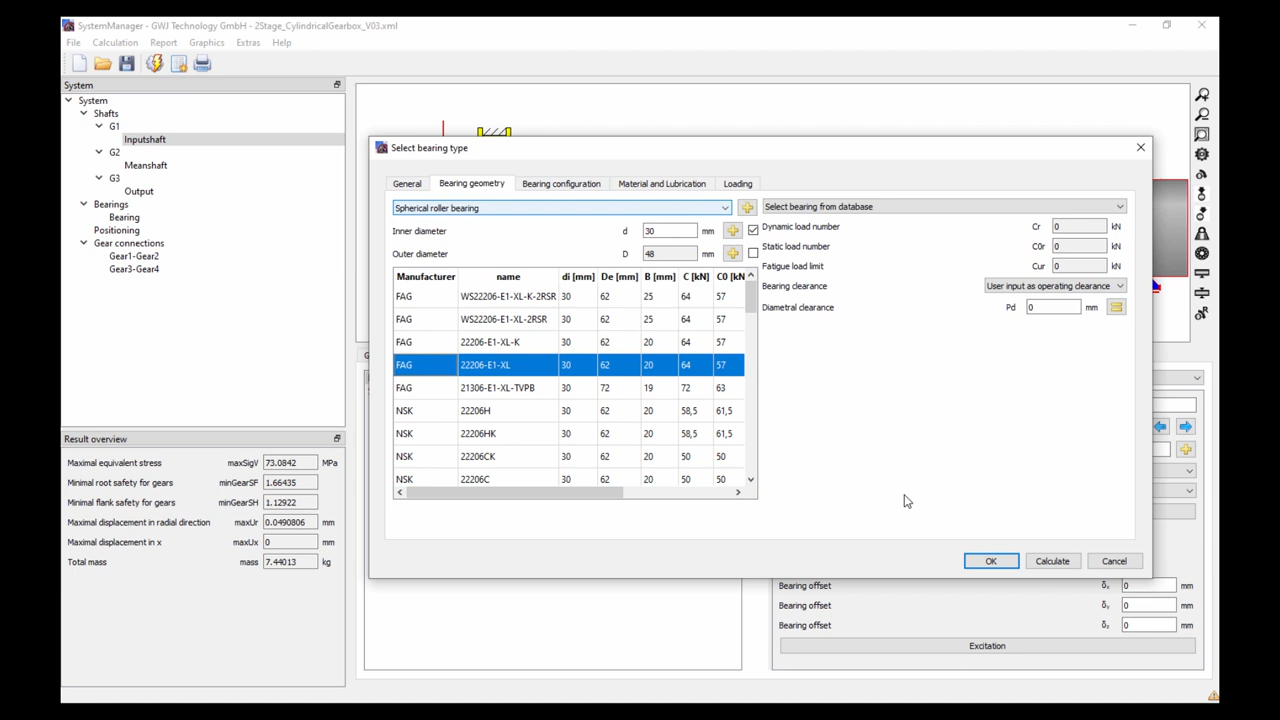 SystemManager - GWJ Technology GmbH - 2Stage_CylindricalGearbox_V03.xml
File Calculation Report Graphics Extras Help
System
System
Shafts
G1
Inputshaft
G2
Meanshaft
G3
Output
Bearings
Bearing
Positioning
Gear connections
Gear1-Gear2
Gear3-Gear4
Result overview
Maximal equivalent stress maxSigV 73.0842 MPa
Minimal root safety for gears minGearSF 1.66435
Minimal flank safety for gears minGearSH 1.12922
Maximal displacement in radial direction maxUr 0.0490806 mm
Maximal displacement in x maxUx 0 mm
Total mass mass 7.44013 kg
Select bearing type
General Bearing geometry Bearing configuration Material and Lubrication Loading
Spherical roller bearing
Inner diameter d 30 mm
Outer diameter D 48 mm
Manufacturer name di [mm] De [mm] B [mm] C [kN] C0 [kN
FAG WS22206-E1-XL-K-2RSR 30 62 25 64 57
FAG WS22206-E1-XL-2RSR 30 62 25 64 57
FAG 22206-E1-XL-K 30 62 20 64 57
FAG 22206-E1-XL 30 62 20 64 57
FAG 21306-E1-XL-TVPB 30 72 19 72 63
NSK 22206H 30 62 20 58,5 61,5
NSK 22206HK 30 62 20 58,5 61,5
NSK 22206CK 30 62 20 50 50
NSK 22206C 30 62 20 50 50
Select bearing from database
Dynamic load number Cr 0 kN
Static load number C0r 0 kN
Fatigue load limit Cur 0 kN
Bearing clearance User input as operating clearance
Diametral clearance Pd 0 mm
OK Calculate Cancel
Bearing offset δx 0 mm
Bearing offset δy 0 mm
Bearing offset δz 0 mm
Excitation